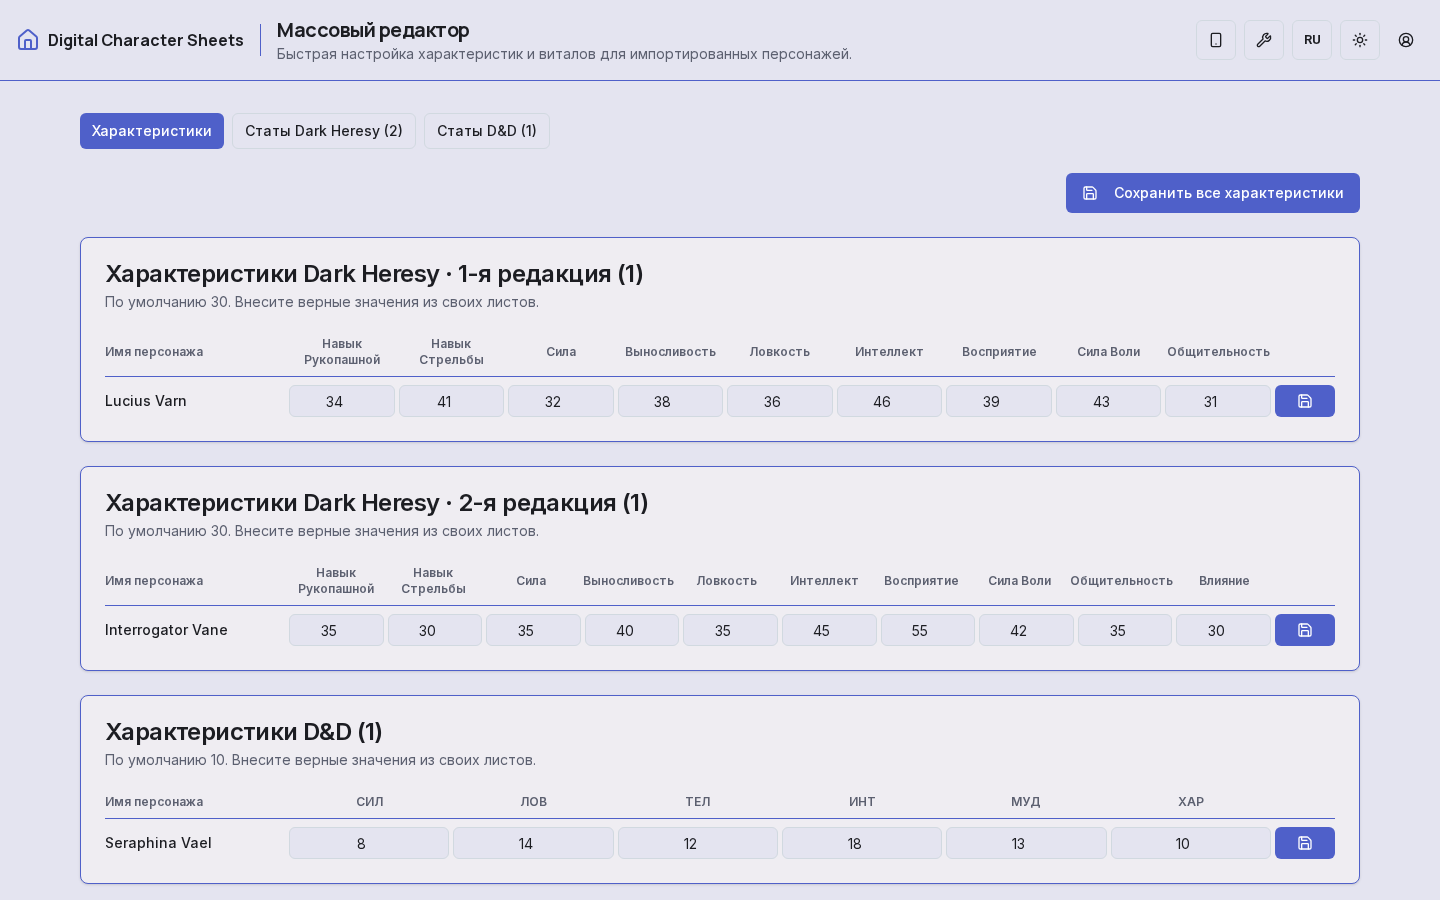 Digital Character Sheets
Массовый редактор
Быстрая настройка характеристик и виталов для импортированных персонажей.
RU
Характеристики
Статы Dark Heresy (2)
Статы D&D (1)
Сохранить все характеристики
Характеристики Dark Heresy · 1-я редакция (1)
По умолчанию 30. Внесите верные значения из своих листов.
Имя персонажа Навык Рукопашной Навык Стрельбы Сила Выносливость Ловкость Интеллект Восприятие Сила Воли Общительность
Lucius Varn 34 41 32 38 36 46 39 43 31
Характеристики Dark Heresy · 2-я редакция (1)
По умолчанию 30. Внесите верные значения из своих листов.
Имя персонажа Навык Рукопашной Навык Стрельбы Сила Выносливость Ловкость Интеллект Восприятие Сила Воли Общительность Влияние
Interrogator Vane 35 30 35 40 35 45 55 42 35 30
Характеристики D&D (1)
По умолчанию 10. Внесите верные значения из своих листов.
Имя персонажа СИЛ ЛОВ ТЕЛ ИНТ МУД ХАР
Seraphina Vael 8 14 12 18 13 10